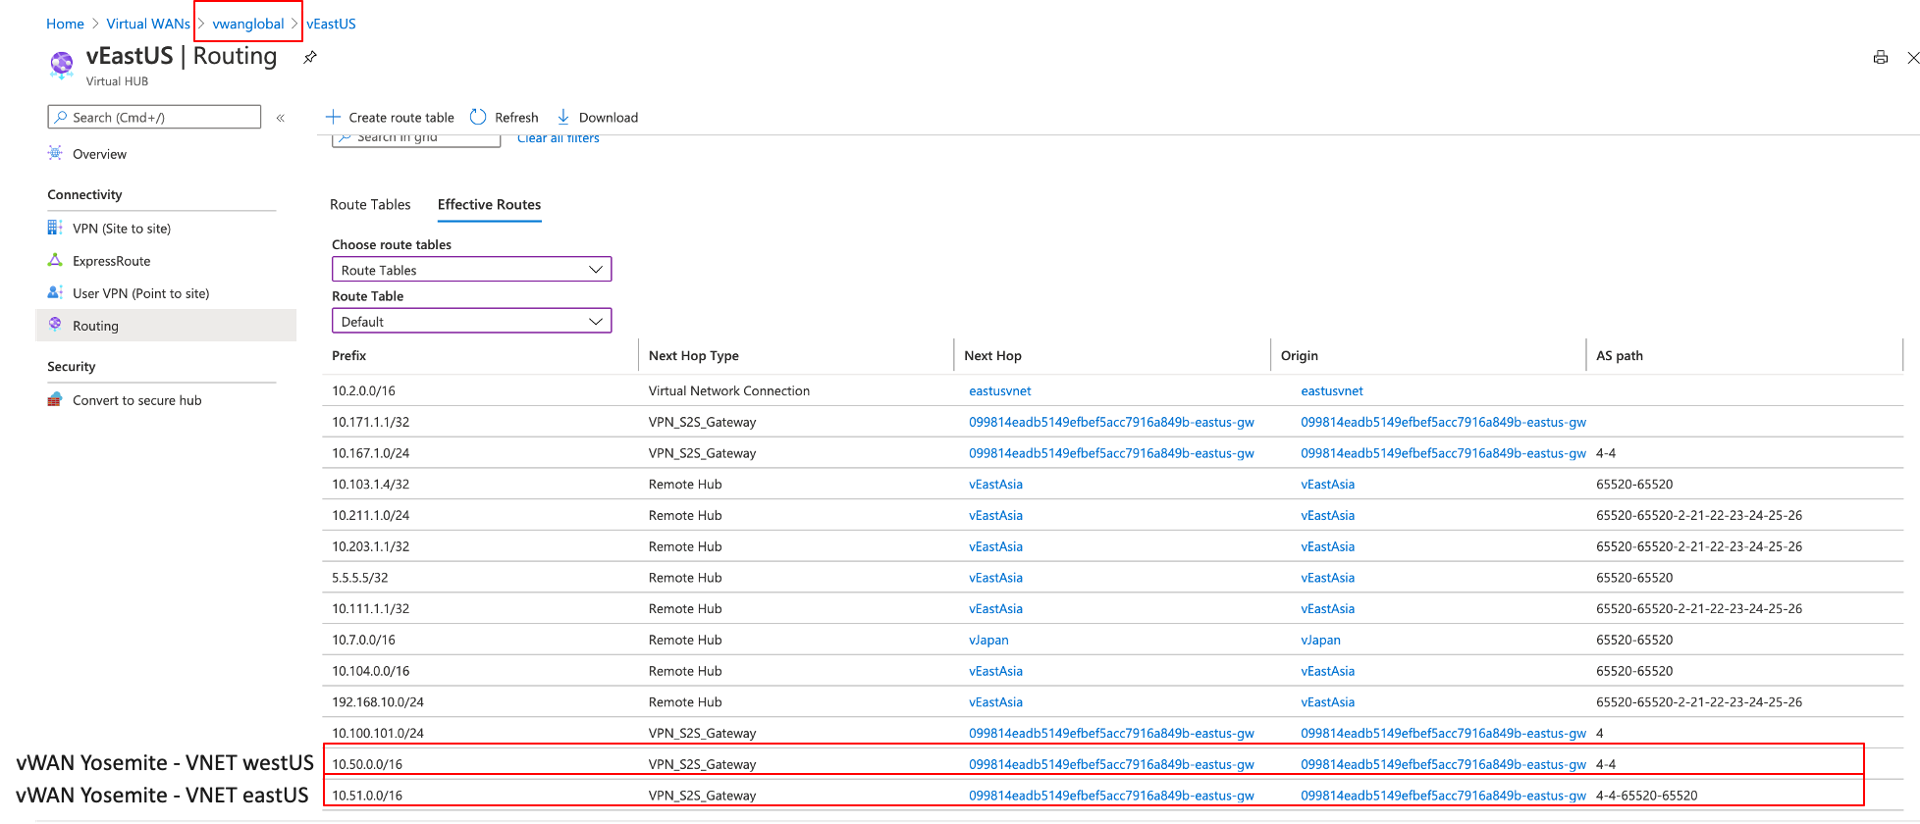 Home > Virtual WANs > vwanglobal > vEastUS
vEastUS | Routing
Virtual HUB
Search (Cmd+/) «
Overview
Connectivity
VPN (Site to site)
ExpressRoute
User VPN (Point to site)
Routing
Security
Convert to secure hub
Create route table Refresh Download
Search in grid Clear all filters
Route Tables Effective Routes
Choose route tables
Route Tables
Route Table
Default
Prefix Next Hop Type Next Hop Origin AS path
10.2.0.0/16 Virtual Network Connection eastusvnet eastusvnet
10.171.1.1/32 VPN_S2S_Gateway 099814eadb5149efbef5acc7916a849b-eastus-gw 099814eadb5149efbef5acc7916a849b-eastus-gw
10.167.1.0/24 VPN_S2S_Gateway 099814eadb5149efbef5acc7916a849b-eastus-gw 099814eadb5149efbef5acc7916a849b-eastus-gw 4-4
10.103.1.4/32 Remote Hub vEastAsia vEastAsia 65520-65520
10.211.1.0/24 Remote Hub vEastAsia vEastAsia 65520-65520-2-21-22-23-24-25-26
10.203.1.1/32 Remote Hub vEastAsia vEastAsia 65520-65520-2-21-22-23-24-25-26
5.5.5.5/32 Remote Hub vEastAsia vEastAsia 65520-65520
10.111.1.1/32 Remote Hub vEastAsia vEastAsia 65520-65520-2-21-22-23-24-25-26
10.7.0.0/16 Remote Hub vJapan vJapan 65520-65520
10.104.0.0/16 Remote Hub vEastAsia vEastAsia 65520-65520
192.168.10.0/24 Remote Hub vEastAsia vEastAsia 65520-65520-2-21-22-23-24-25-26
10.100.101.0/24 VPN_S2S_Gateway 099814eadb5149efbef5acc7916a849b-eastus-gw 099814eadb5149efbef5acc7916a849b-eastus-gw 4
vWAN Yosemite - VNET westUS 10.50.0.0/16 VPN_S2S_Gateway 099814eadb5149efbef5acc7916a849b-eastus-gw 099814eadb5149efbef5acc7916a849b-eastus-gw 4-4
vWAN Yosemite - VNET eastUS 10.51.0.0/16 VPN_S2S_Gateway 099814eadb5149efbef5acc7916a849b-eastus-gw 099814eadb5149efbef5acc7916a849b-eastus-gw 4-4-65520-65520